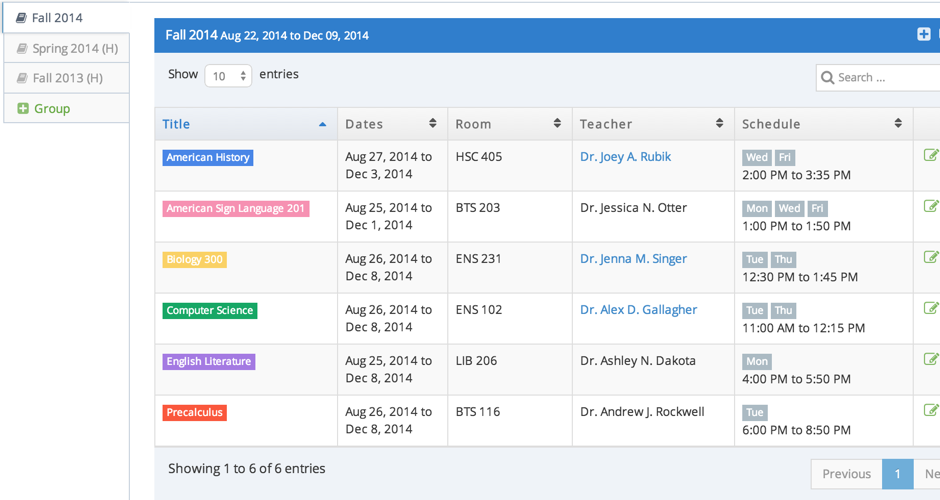 Fall 2014
Spring 2014 (H)
Fall 2013 (H)
Group
Fall 2014 Aug 22, 2014 to Dec 09, 2014
Show 10 entries
Search ...
Title Dates Room Teacher Schedule
American History Aug 27, 2014 to HSC 405 Dr. Joey A. Rubik Wed Fri
Dec 3, 2014 2:00 PM to 3:35 PM
American Sign Language 201 Aug 25, 2014 to BTS 203 Dr. Jessica N. Otter Mon Wed Fri
Dec 1, 2014 1:00 PM to 1:50 PM
Biology 300 Aug 26, 2014 to ENS 231 Dr. Jenna M. Singer Tue Thu
Dec 8, 2014 12:30 PM to 1:45 PM
Computer Science Aug 26, 2014 to ENS 102 Dr. Alex D. Gallagher Tue Thu
Dec 8, 2014 11:00 AM to 12:15 PM
English Literature Aug 25, 2014 to LIB 206 Dr. Ashley N. Dakota Mon
Dec 8, 2014 4:00 PM to 5:50 PM
Precalculus Aug 26, 2014 to BTS 116 Dr. Andrew J. Rockwell Tue
Dec 8, 2014 6:00 PM to 8:50 PM
Showing 1 to 6 of 6 entries
Previous 1 Ne